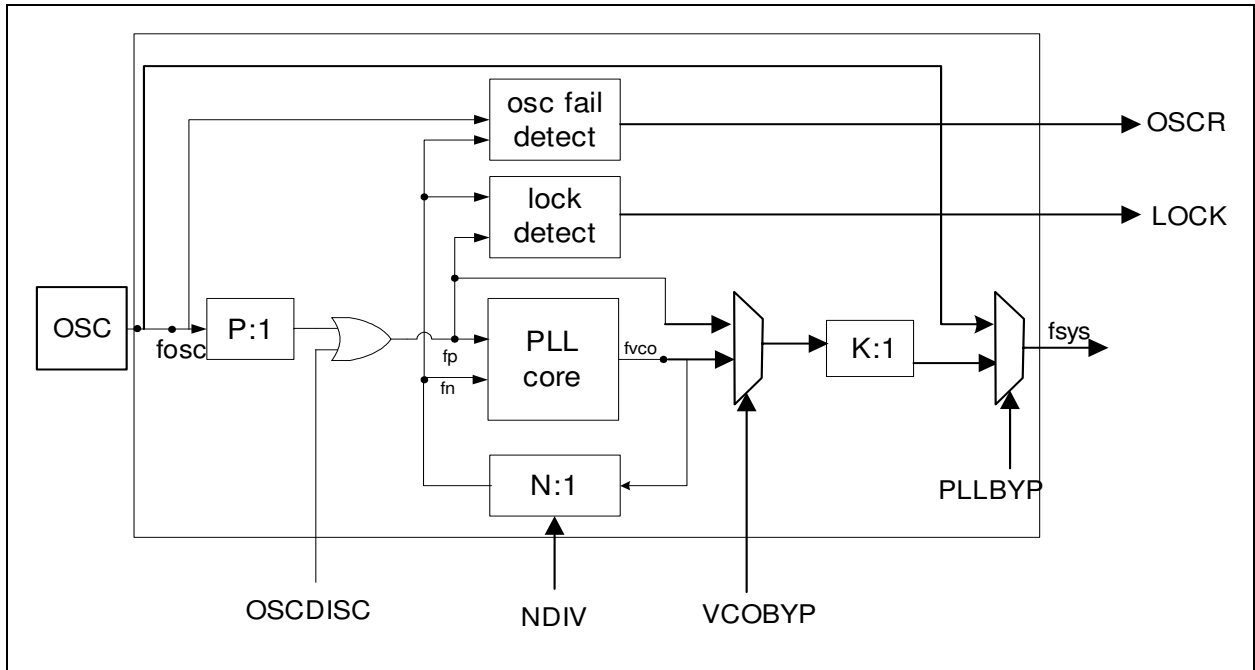 osc fail
detect
OSCR
lock
detect
LOCK
OSC
fosc
P:1
fp
fn
PLL
core
fvco
K:1
fsys
N:1
PLLBYP
OSCDISC
NDIV
VCOBYP